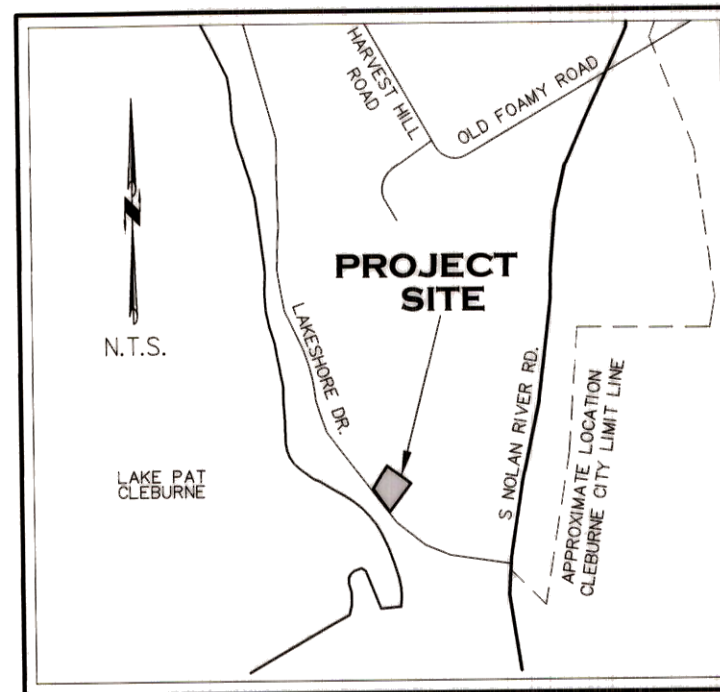 HARVEST HILL
ROAD
OLD FOAMY ROAD
PROJECT
SITE
N.T.S.
LAKESHORE DR.
S NOLAN RIVER RD.
APPROXIMATE LOCATION
CLEBURNE CITY LIMIT LINE
LAKE PAT
CLEBURNE